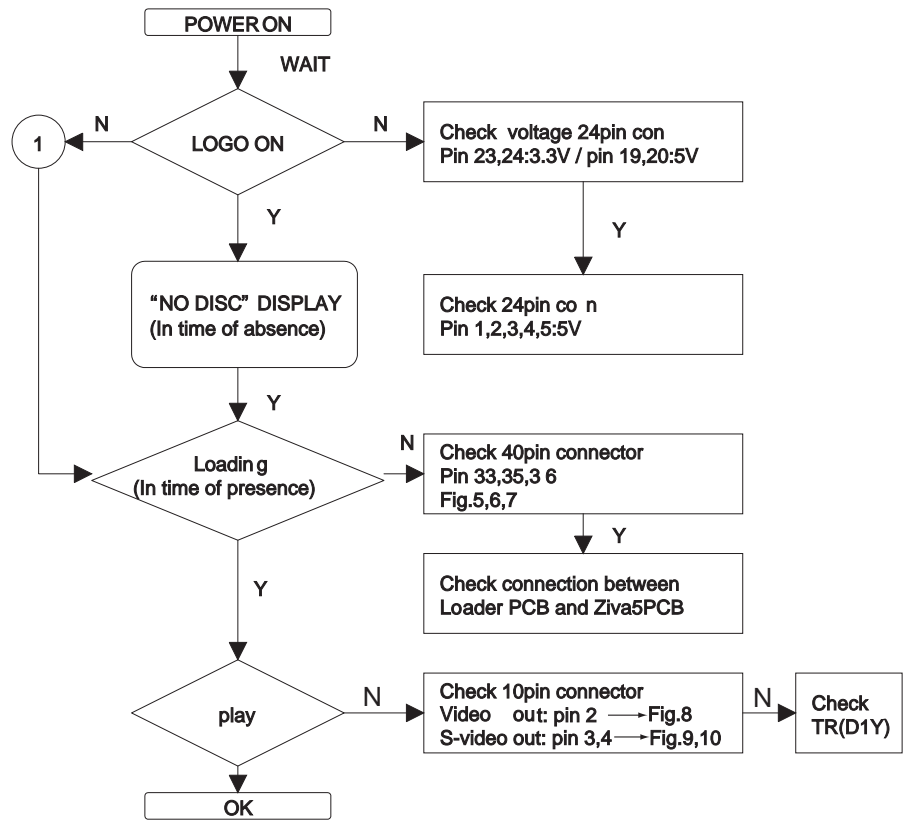 POWER ON
WAIT
N
N
1
LOGO ON
Check voltage 24pin con
Pin 23,24:3.3V / pin 19,20:5V
Y
Y
“NO DISC” DISPLAY
(In time of absence)
Check 24pin co n
Pin 1,2,3,4,5:5V
Y
N
Loading
(In time of presence)
Check 40pin connector
Pin 33,35,3 6
Fig.5,6,7
Y
Y
Check connection between
Loader PCB and Ziva5PCB
play
N
Check 10pin connector
Video out: pin 2 → Fig.8
S-video out: pin 3,4 → Fig.9,10
N
Check
TR(D1Y)
OK